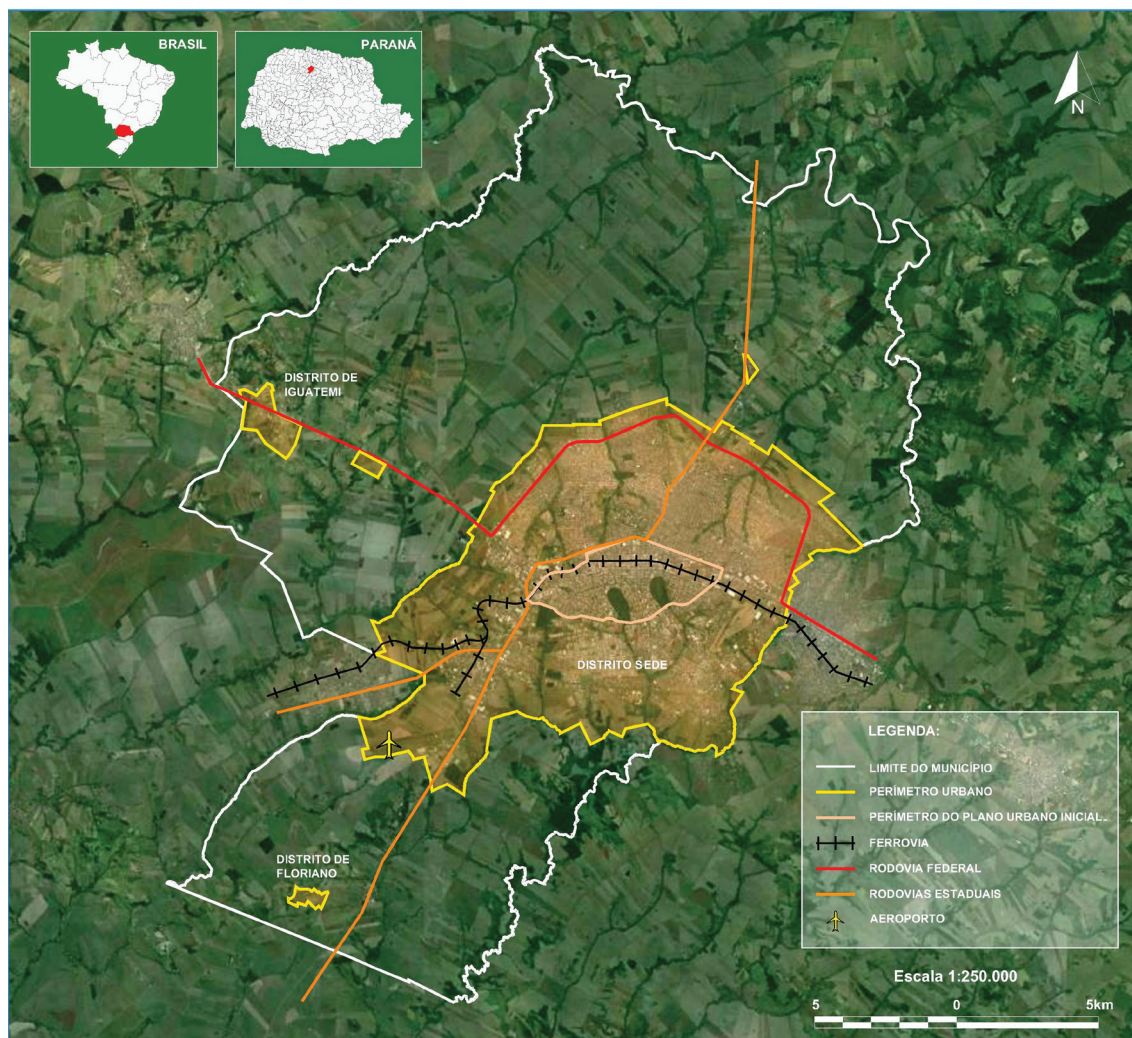 BRASIL
PARANÁ
N
DISTRITO DE
IGUATEMI
DISTRITO SEDE
DISTRITO DE
FLORIANO
LEGENDA:
LIMITE DO MUNICÍPIO
PERÍMETRO URBANO
PERÍMETRO DO PLANO URBANO INICIAL
FERROVIA
RODOVIA FEDERAL
RODOVIAS ESTADUAIS
AEROPORTO
Escala 1:250.000
5 0 5km